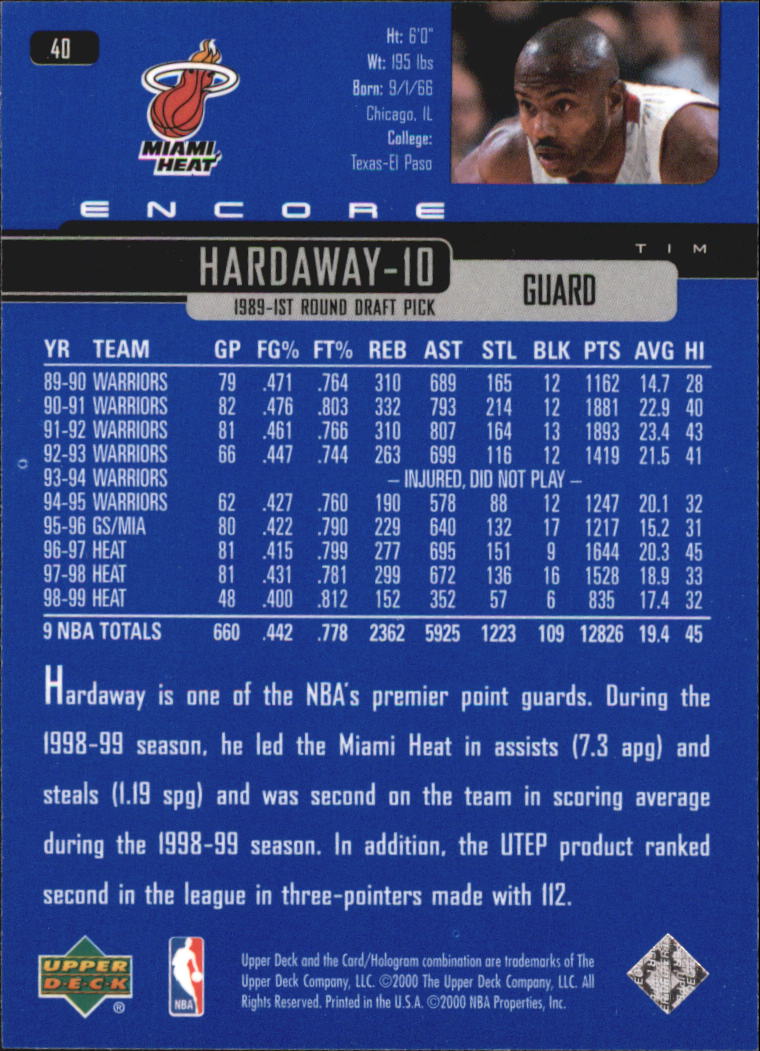 40
Ht: 6'0"
Wt: 195 lbs
Born: 9/1/66
Chicago, IL
College:
Texas-El Paso
MIAMI
HEAT
ENCORE
TIM
HARDAWAY-10
GUARD
1989-1ST ROUND DRAFT PICK
YR TEAM GP FG% FT% REB AST STL BLK PTS AVG HI
89-90 WARRIORS 79 .471 .764 310 689 165 12 1162 14.7 28
90-91 WARRIORS 82 .476 .803 332 793 214 12 1881 22.9 40
91-92 WARRIORS 81 .461 .766 310 807 164 13 1893 23.4 43
92-93 WARRIORS 66 .447 .744 263 699 116 12 1419 21.5 41
93-94 WARRIORS – INJURED, DID NOT PLAY –
94-95 WARRIORS 62 .427 .760 190 578 88 12 1247 20.1 32
95-96 GS/MIA 80 .422 .790 229 640 132 17 1217 15.2 31
96-97 HEAT 81 .415 .799 277 695 151 9 1644 20.3 45
97-98 HEAT 81 .431 .781 299 672 136 16 1528 18.9 33
98-99 HEAT 48 .400 .812 152 352 57 6 835 17.4 32
9 NBA TOTALS 660 .442 .778 2362 5925 1223 109 12826 19.4 45
Hardaway is one of the NBA's premier point guards. During the
1998-99 season, he led the Miami Heat in assists (7.3 apg) and
steals (1.19 spg) and was second on the team in scoring average
during the 1998-99 season. In addition, the UTEP product ranked
second in the league in three-pointers made with 112.
UPPER
DECK
®
NBA
Upper Deck and the Card/Hologram combination are trademarks of The
Upper Deck Company, LLC. ©2000 The Upper Deck Company, LLC. All
Rights Reserved. Printed in the U.S.A. ©2000 NBA Properties, Inc.